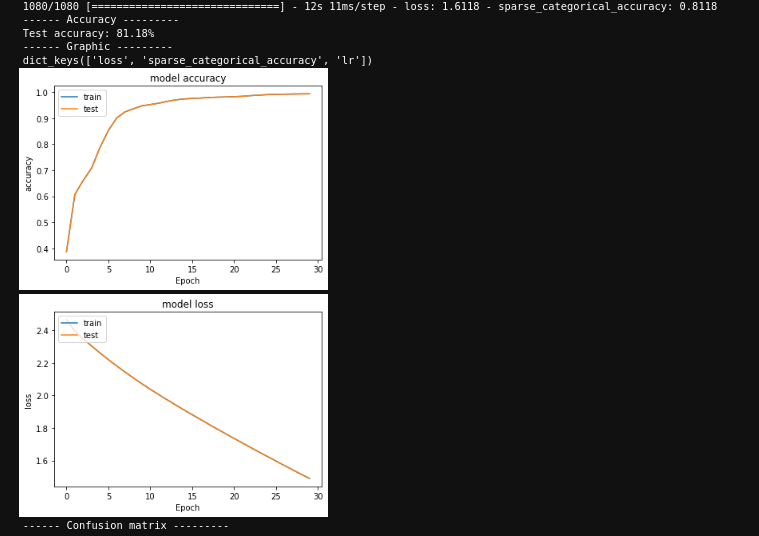 1080/1080 [==============================] - 12s 11ms/step - loss: 1.6118 - sparse_categorical_accuracy: 0.8118
------ Accuracy ---------
Test accuracy: 81.18%
------ Graphic ---------
dict_keys(['loss', 'sparse_categorical_accuracy', 'lr'])
model accuracy
train
test
1.0
0.9
0.8
0.7
0.6
0.5
0.4
accuracy
0 5 10 15 20 25 30
Epoch
model loss
train
test
2.4
2.2
2.0
1.8
1.6
loss
0 5 10 15 20 25 30
Epoch
------ Confusion matrix ---------